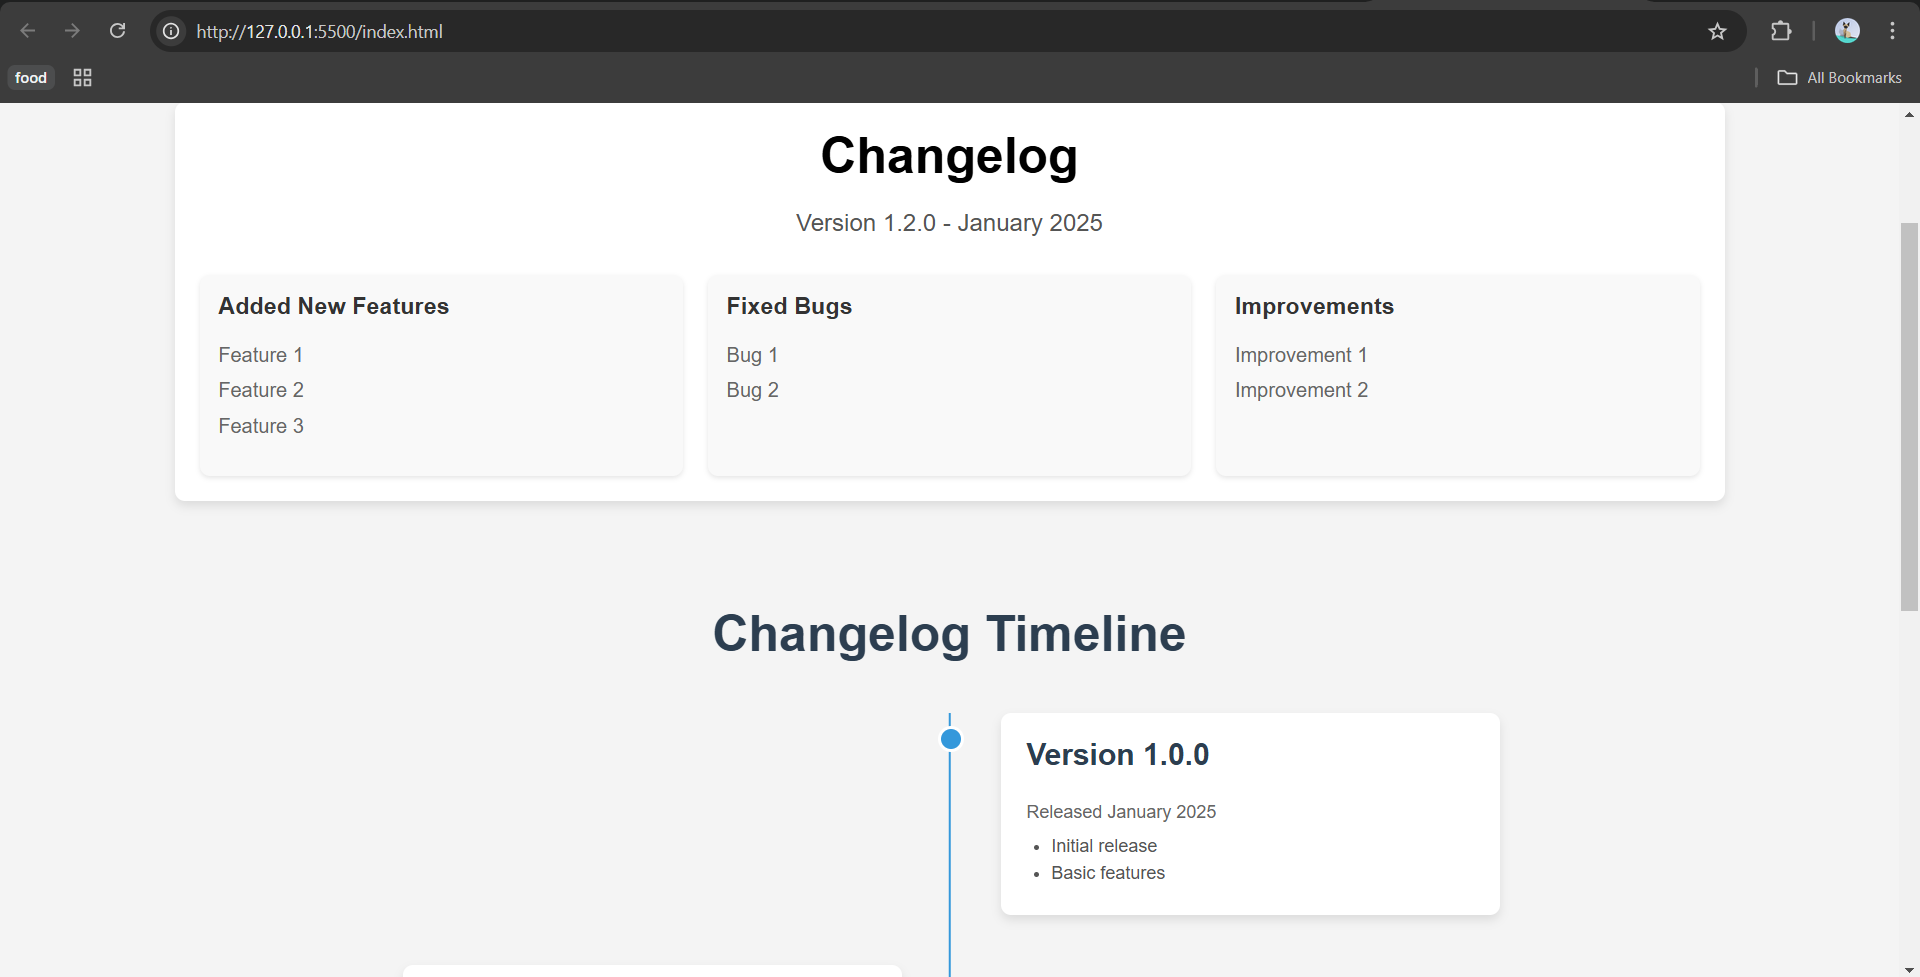 http://127.0.0.1:5500/index.html
food
All Bookmarks
Changelog
Version 1.2.0 - January 2025
Added New Features
Feature 1
Feature 2
Feature 3
Fixed Bugs
Bug 1
Bug 2
Improvements
Improvement 1
Improvement 2
Changelog Timeline
Version 1.0.0
Released January 2025
Initial release
Basic features